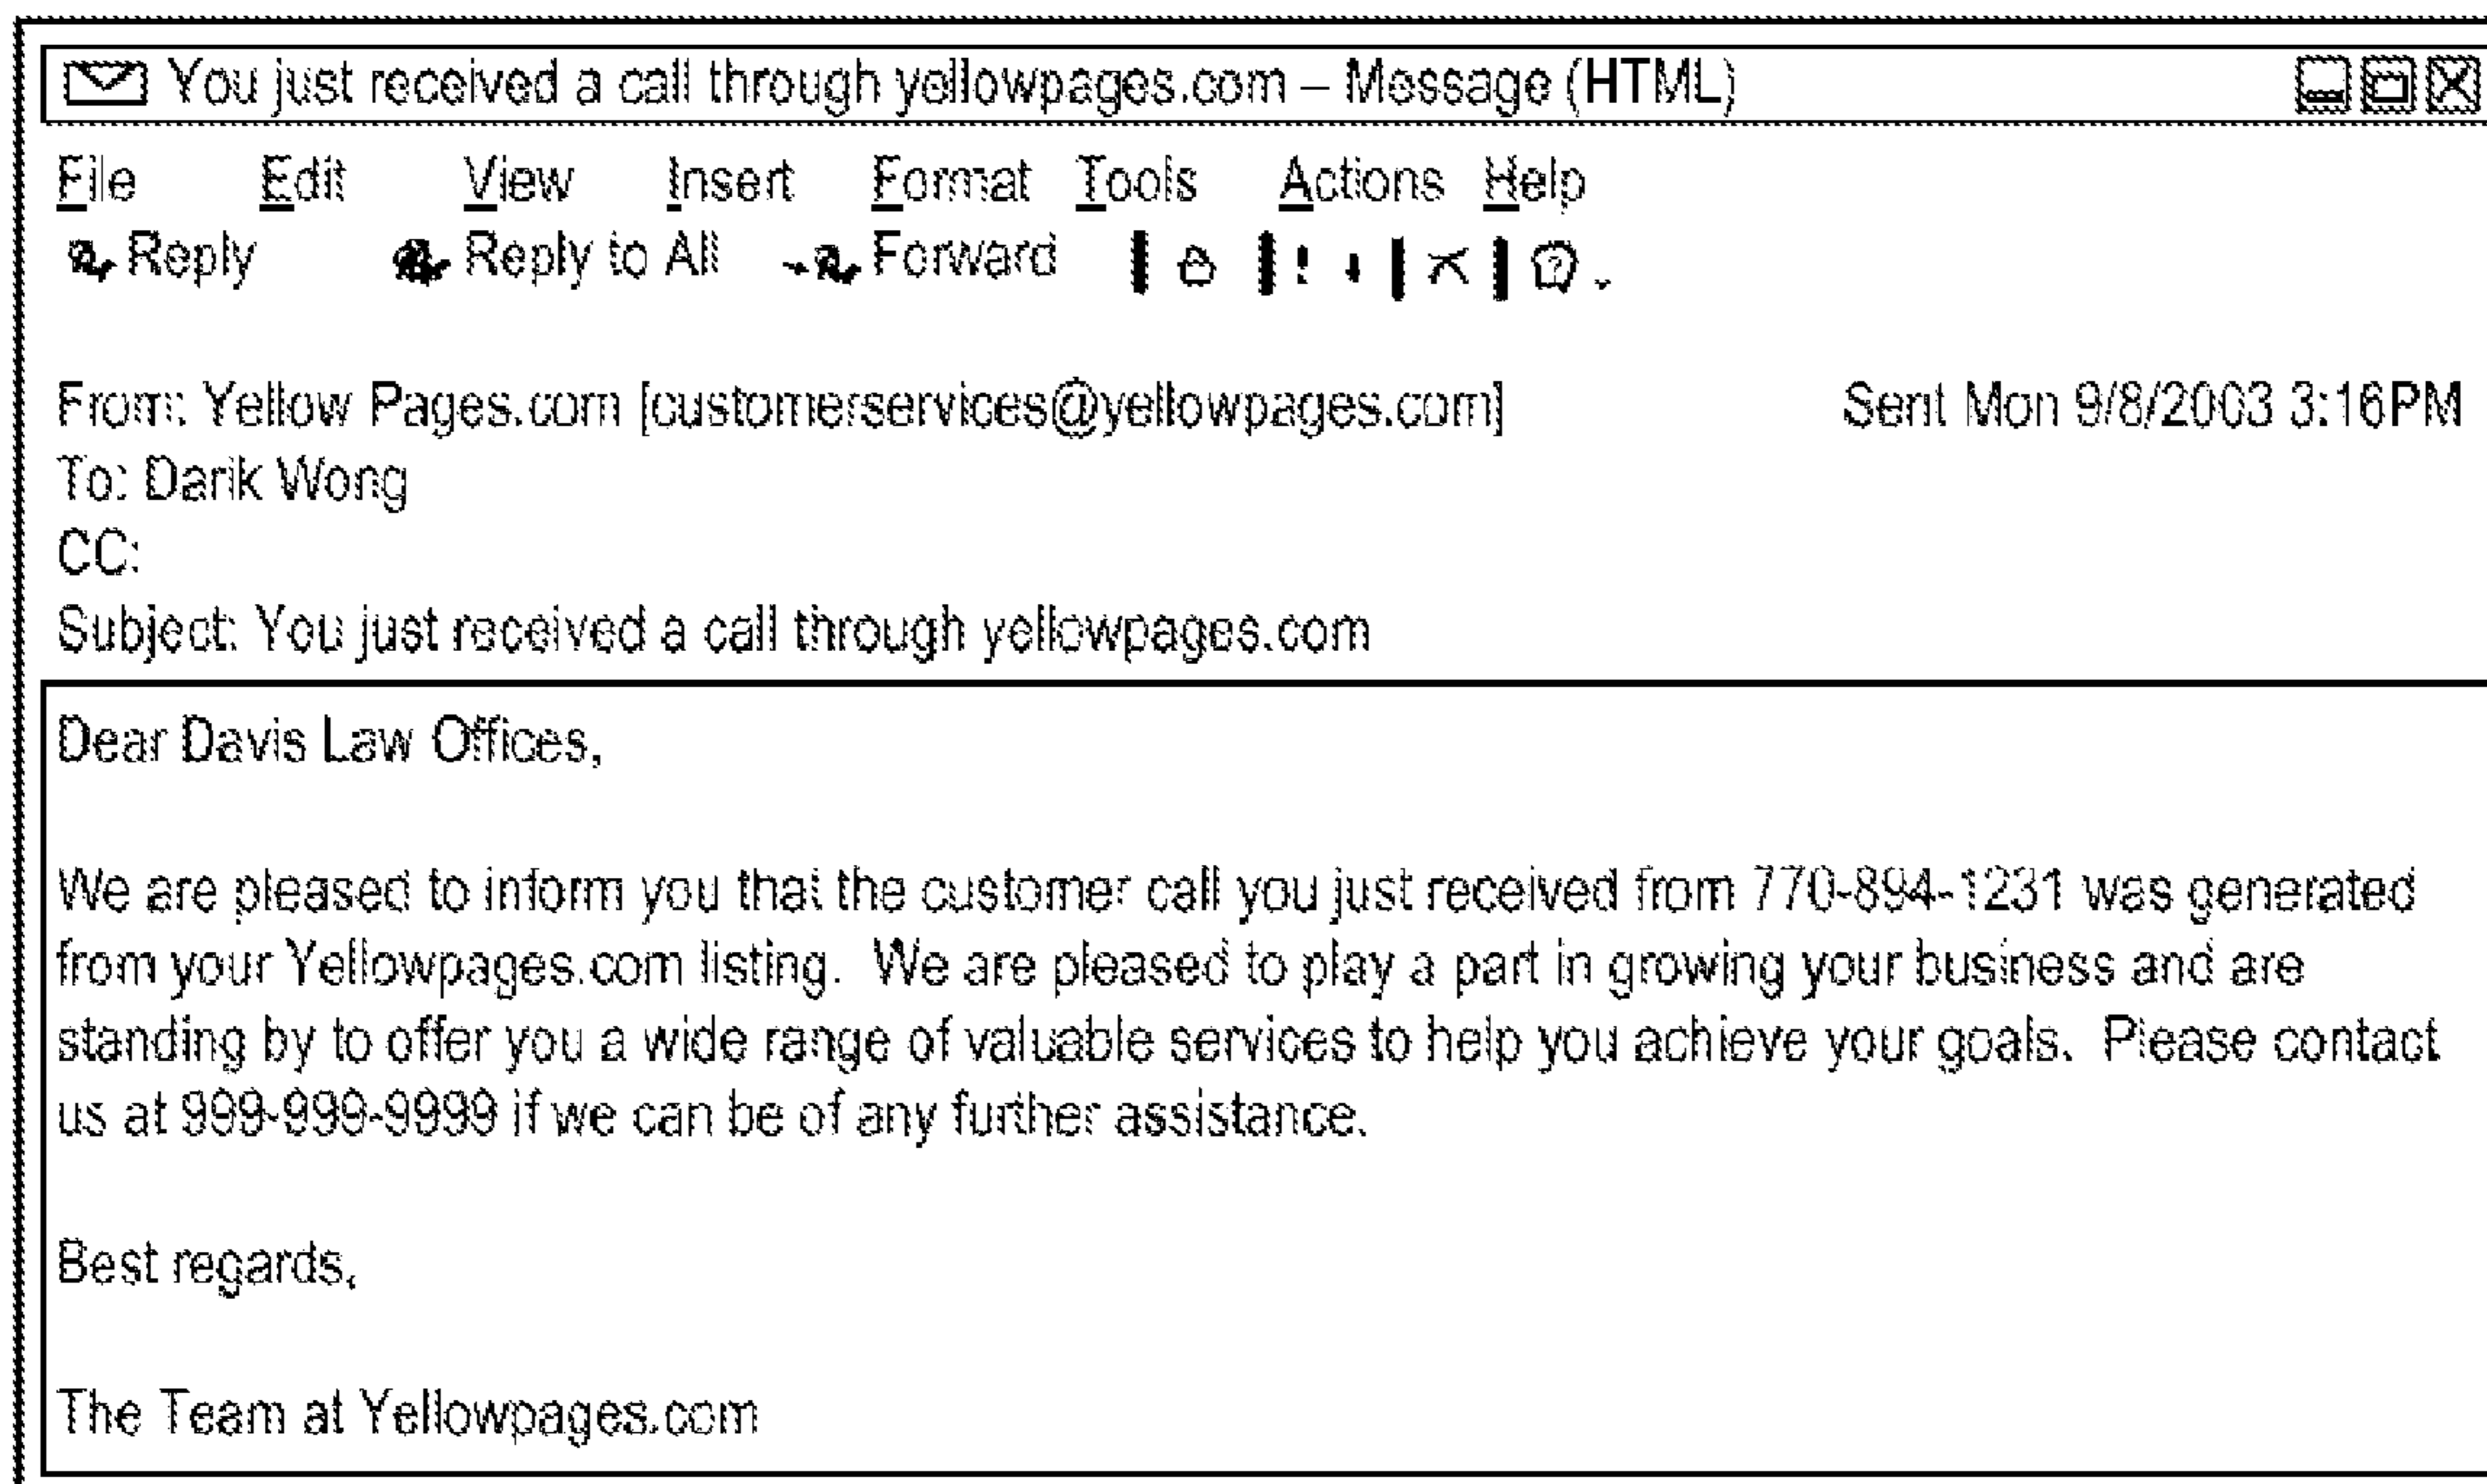 You just received a call through yellowpages.com – Message (HTML)
File Edit View Insert Format Tools Actions Help
Reply Reply to All Forward
From: Yellow Pages.com [customerservices@yellowpages.com] Sent Mon 9/8/2003 3:16PM
To: Darik Wong
CC:
Subject: You just received a call through yellowpages.com
Dear Davis Law Offices,
We are pleased to inform you that the customer call you just received from 770-894-1231 was generated
from your Yellowpages.com listing. We are pleased to play a part in growing your business and are
standing by to offer you a wide range of valuable services to help you achieve your goals. Please contact
us at 999-999-9999 if we can be of any further assistance.
Best regards,
The Team at Yellowpages.com